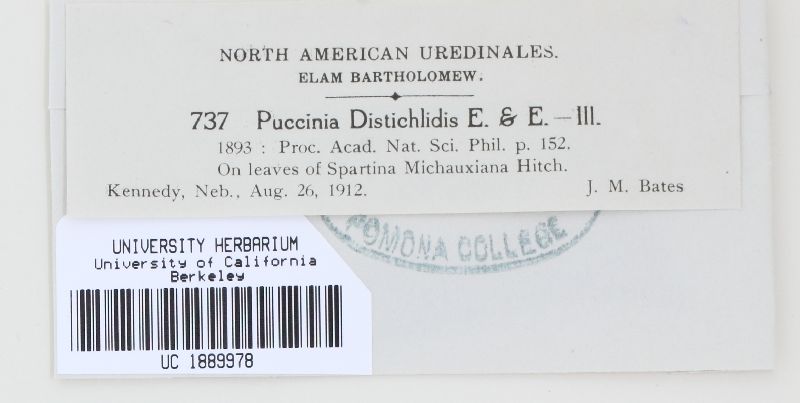 NORTH AMERICAN UREDINALES.
ELAM BARTHOLOMEW.
737 Puccinia Distichlidis E. & E. — III.
1893 : Proc. Acad. Nat. Sci. Phil. p. 152.
On leaves of Spartina Michauxiana Hitch.
Kennedy, Neb., Aug. 26, 1912. J. M. Bates
POMONA COLLEGE
UNIVERSITY HERBARIUM
University of California
Berkeley
UC 1889978